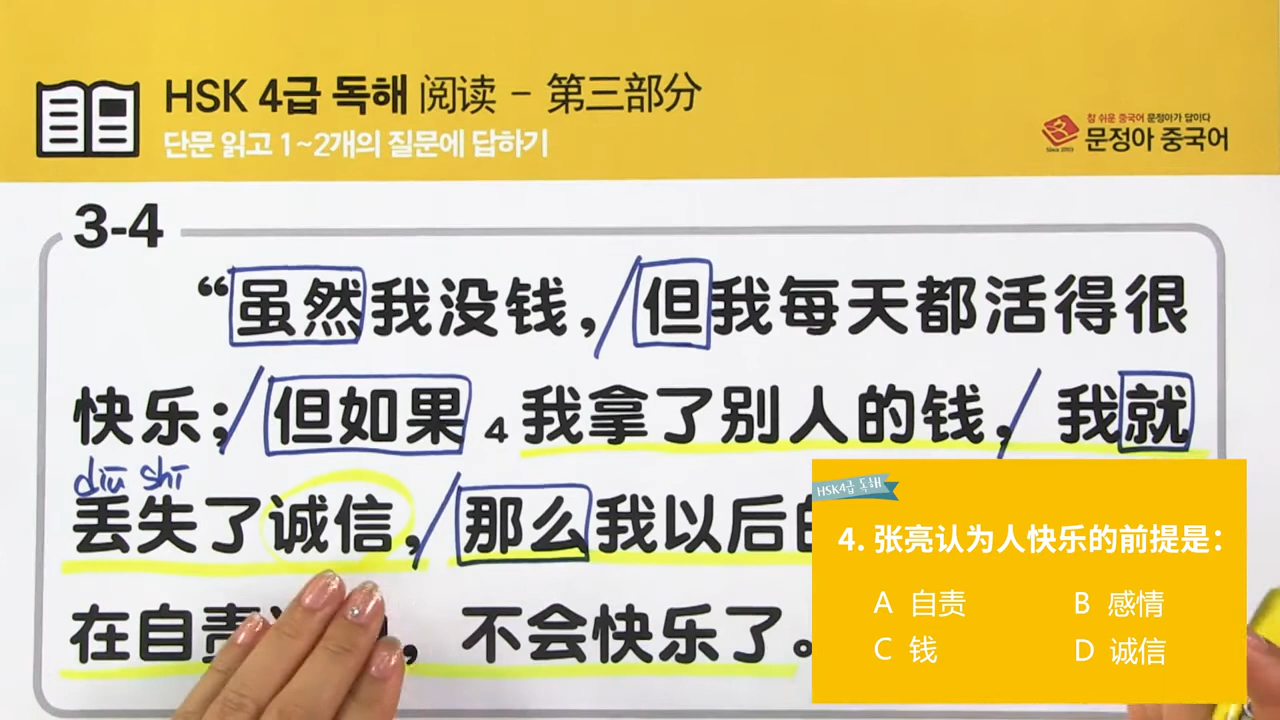 HSK 4급 독해 阅读 - 第三部分
단문 읽고 1~2개의 질문에 답하기
참 쉬운 중국어 문정아가 답이다
문정아 중국어
Since 2003
3-4
“虽然我没钱，但我每天都活得很
快乐；但如果 4 我拿了别人的钱，我就
diū shī
丢失了诚信，那么我以后的
在自责 ，不会快乐了。
HSK4급 독해
4. 张亮认为人快乐的前提是：
A 自责 B 感情
C 钱 D 诚信